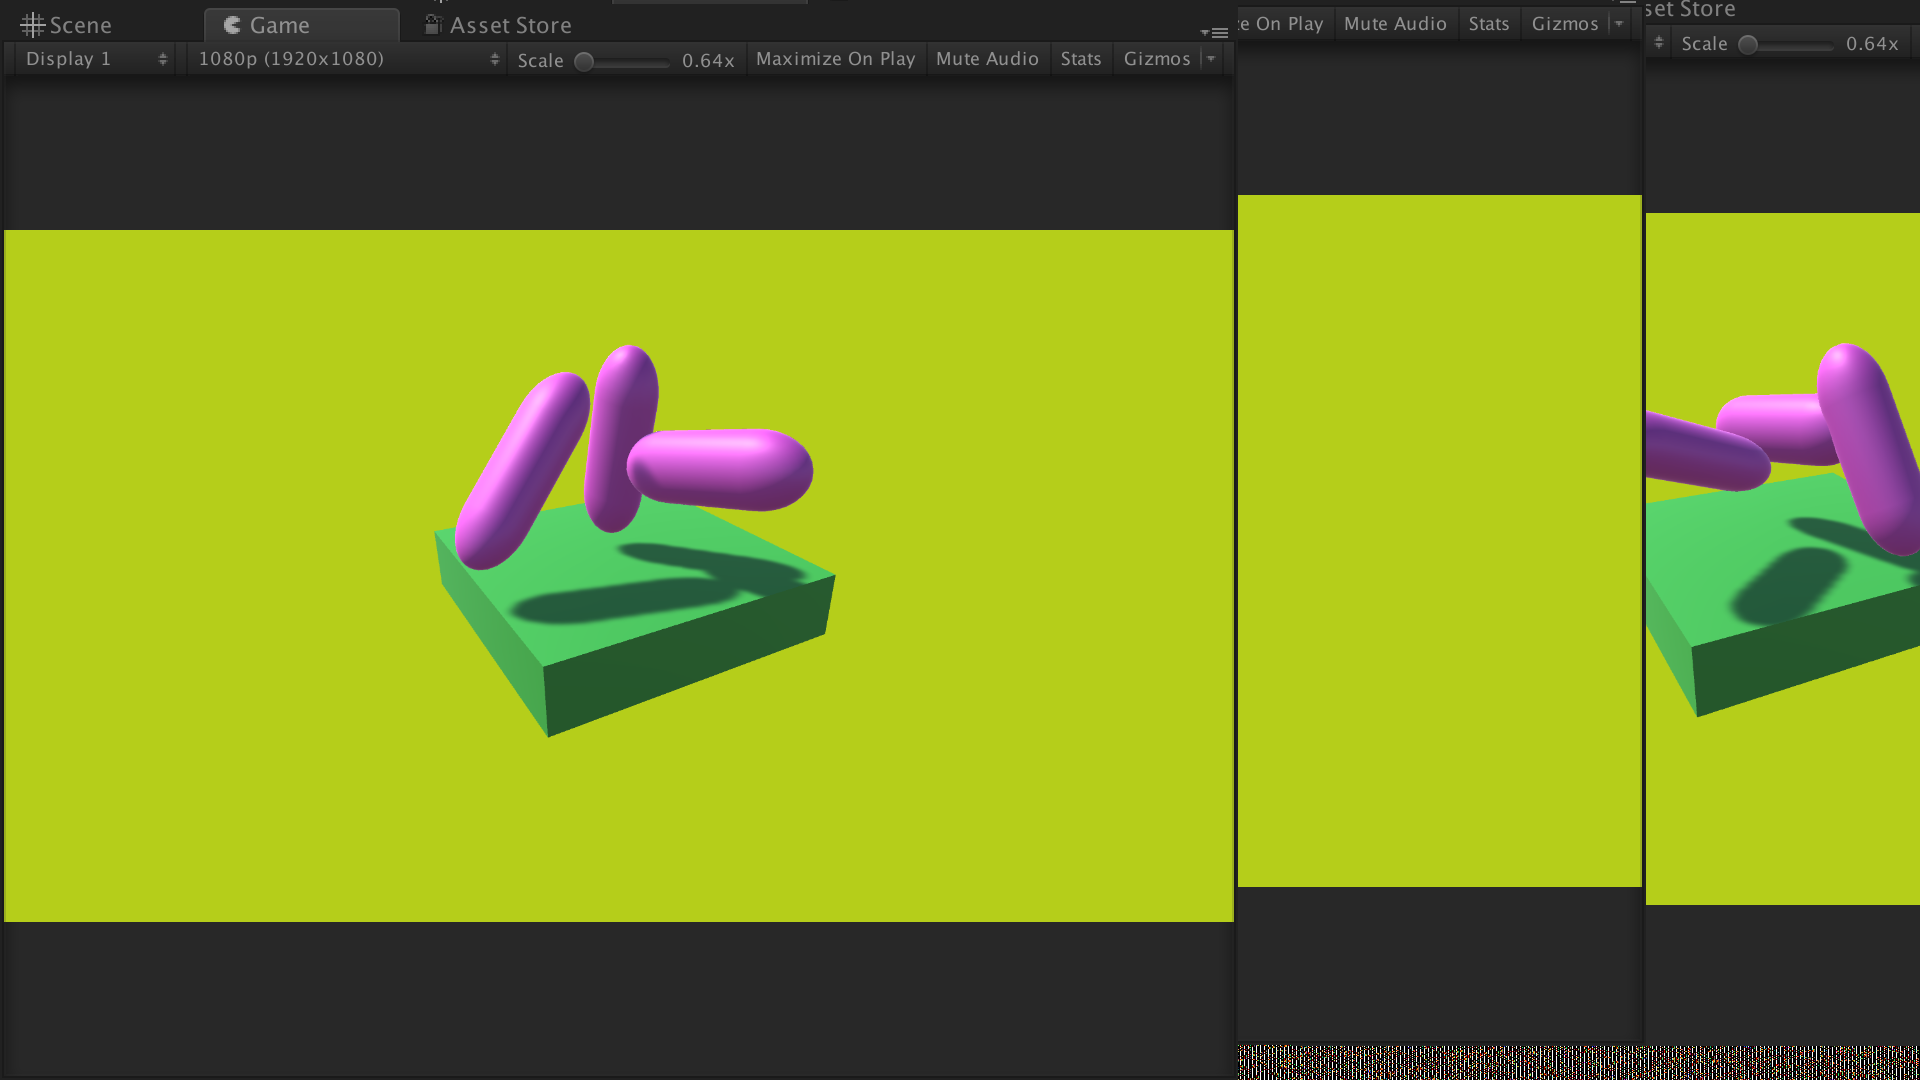 Scene Game Asset Store
Display 1 1080p (1920x1080) Scale 0.64x Maximize On Play Mute Audio Stats Gizmos
On Play Mute Audio Stats Gizmos
Store
Scale 0.64x